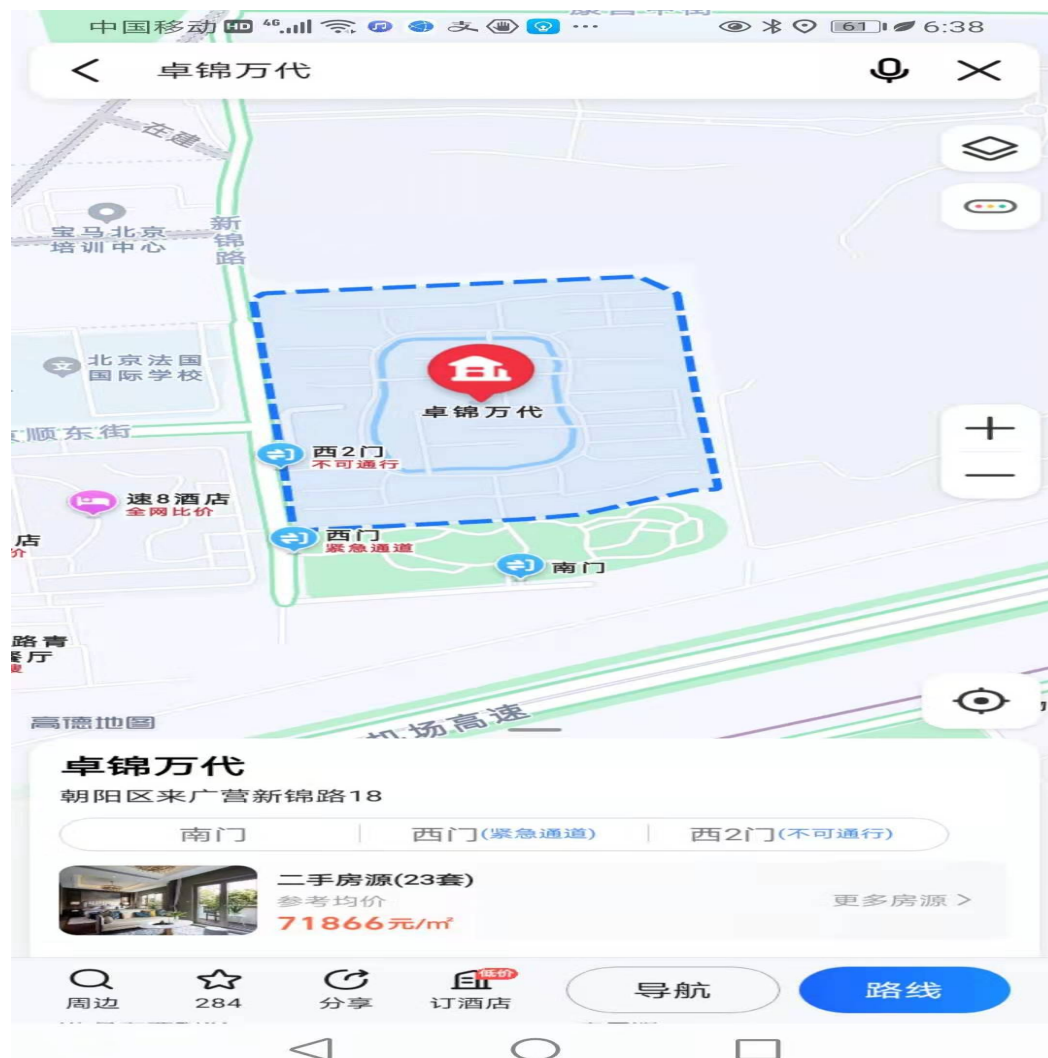 中国移动 HD 4G ... 61 6:38
卓锦万代
在建
宝马北京
培训中心
新锦路
北京法国
国际学校
卓锦万代
顺东街
西2门
不可通行
速8酒店
全网比价
店
价
西门
紧急通道
南门
路青
餐厅
高德地图
机场高速
卓锦万代
朝阳区来广营新锦路18
南门 西门(紧急通道) 西2门(不可通行)
二手房源(23套)
参考均价
71866元/㎡
更多房源 >
低价
周边 284 分享 订酒店 导航 路线